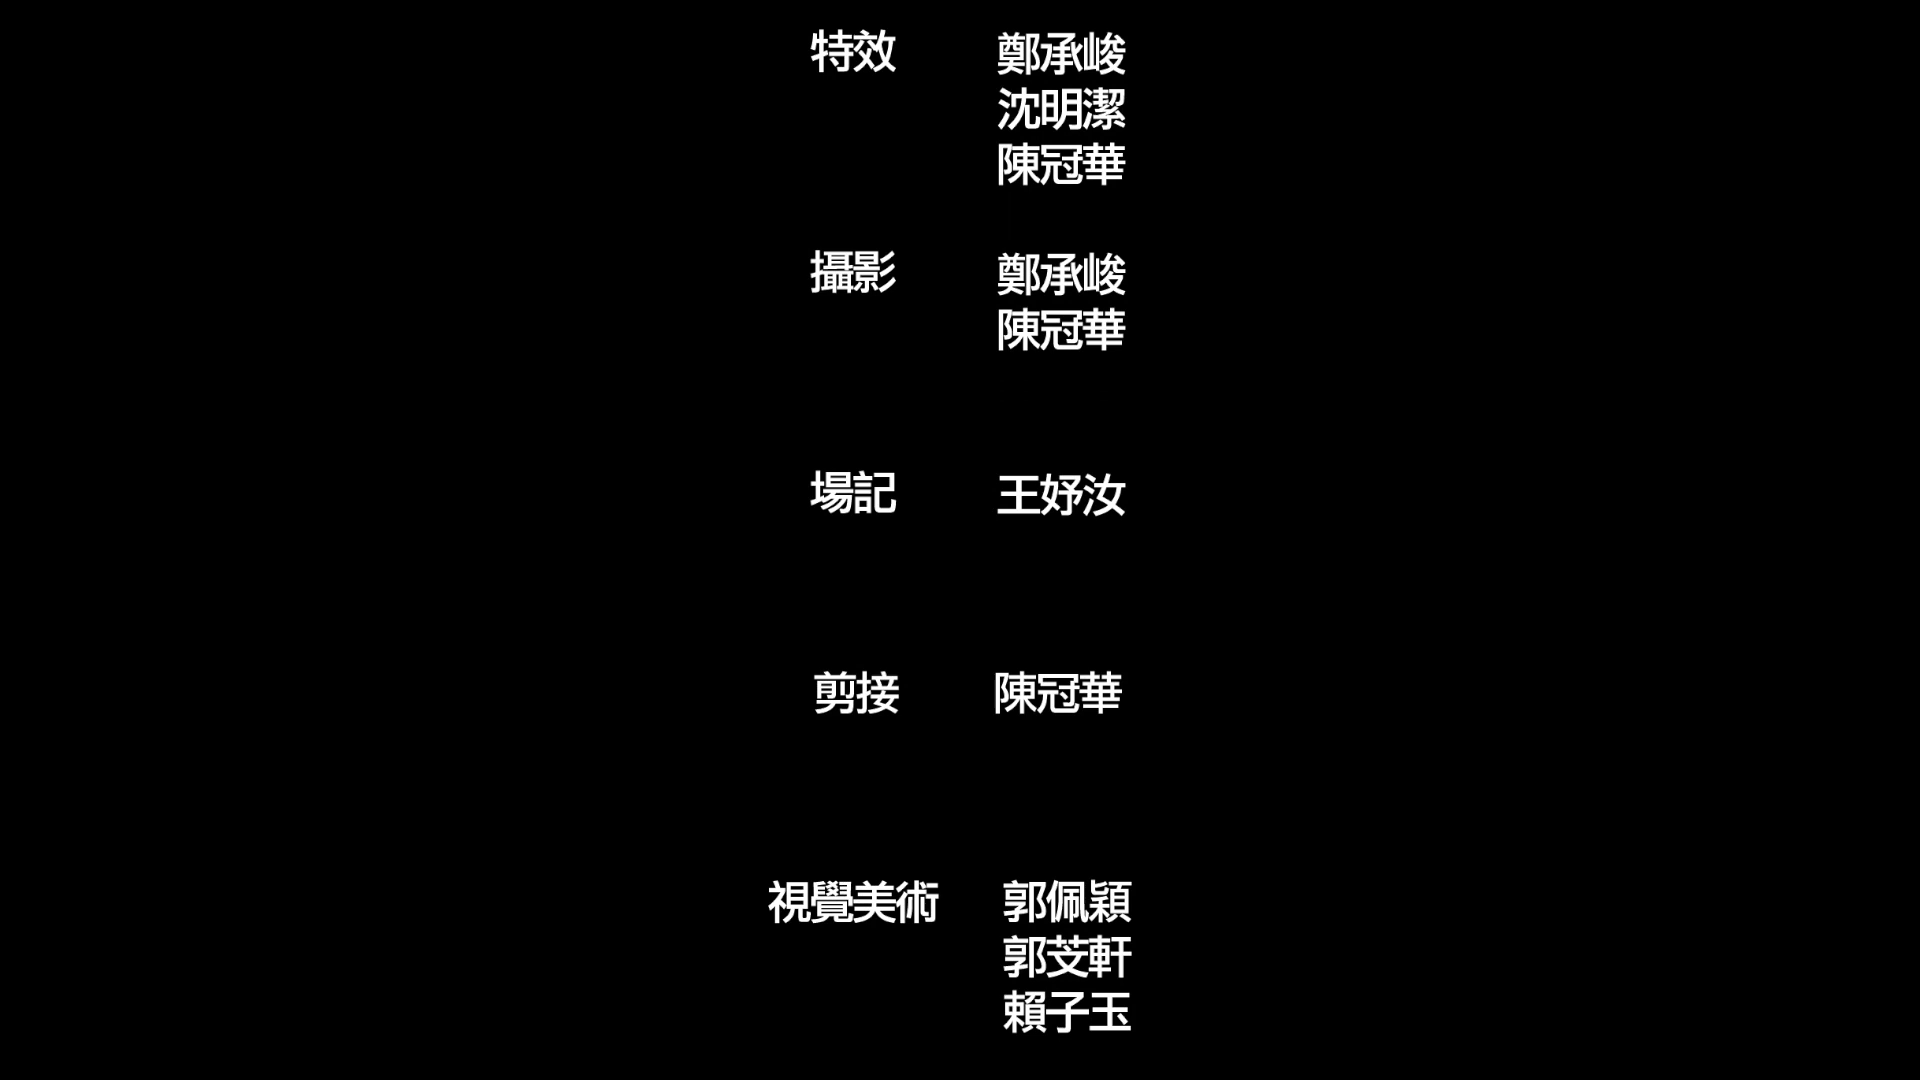 特效 鄭承峻
沈明潔
陳冠華
攝影 鄭承峻
陳冠華
場記 王妤汝
剪接 陳冠華
視覺美術 郭佩穎
郭芠軒
賴子玉